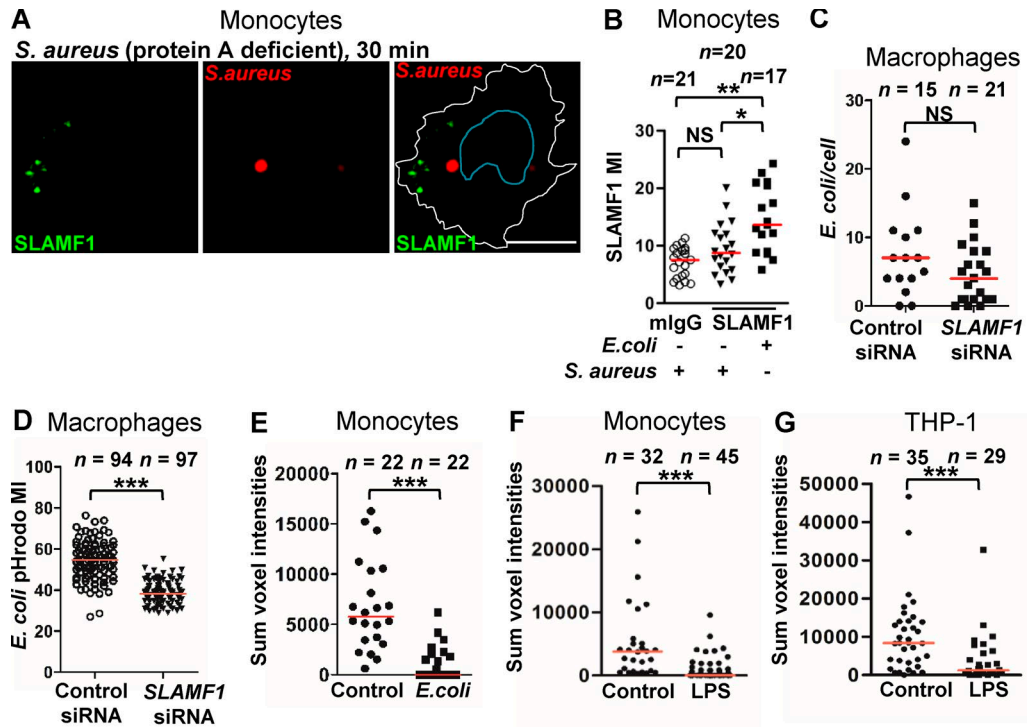 A
Monocytes
S. aureus (protein A deficient), 30 min
SLAMF1
S.aureus
S.aureus
SLAMF1
B
Monocytes
n=20
n=21
n=17
**
NS
*
SLAMF1 MI
30
20
10
0
mIgG SLAMF1
E.coli - - +
S. aureus + + -
C
Macrophages
n = 15 n = 21
NS
E. coli/cell
30
20
10
0
Control siRNA
SLAMF1 siRNA
D
Macrophages
n = 94 n = 97
***
E. coli pHrodo MI
100
80
60
40
20
0
Control siRNA
SLAMF1 siRNA
E
Monocytes
n = 22 n = 22
***
Sum voxel intensities
20000
15000
10000
5000
0
Control E.coli
F
Monocytes
n = 32 n = 45
***
Sum voxel intensities
30000
20000
10000
0
Control LPS
G
THP-1
n = 35 n = 29
***
Sum voxel intensities
50000
40000
30000
20000
10000
0
Control LPS